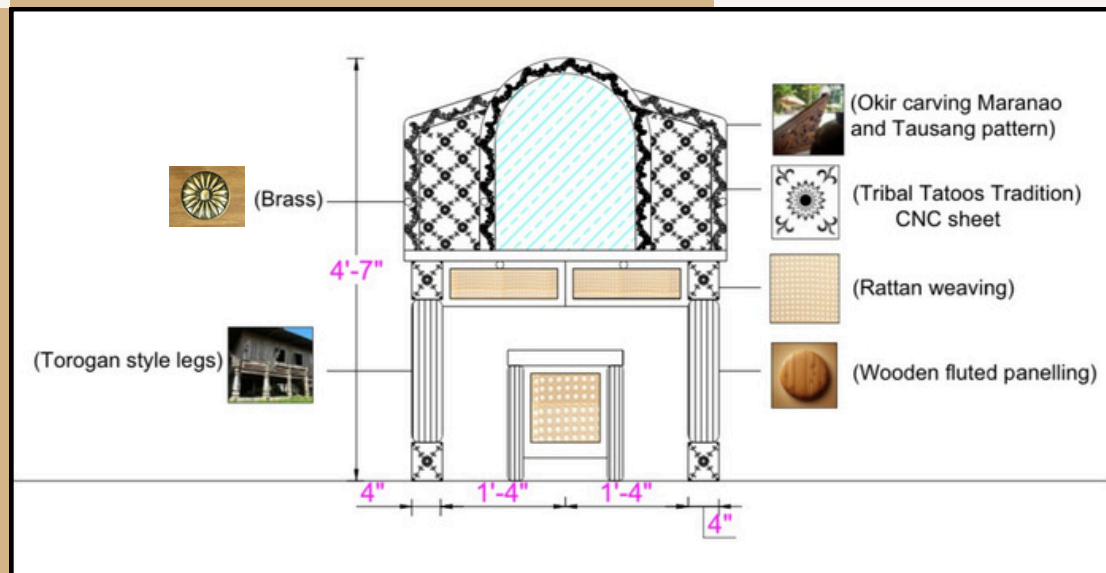 (Okir carving Maranao
and Tausang pattern)
(Brass)
(Tribal Tatoos Tradition)
CNC sheet
4'-7"
(Rattan weaving)
(Torogan style legs)
(Wooden fluted panelling)
4"
1'-4"
1'-4"
4"